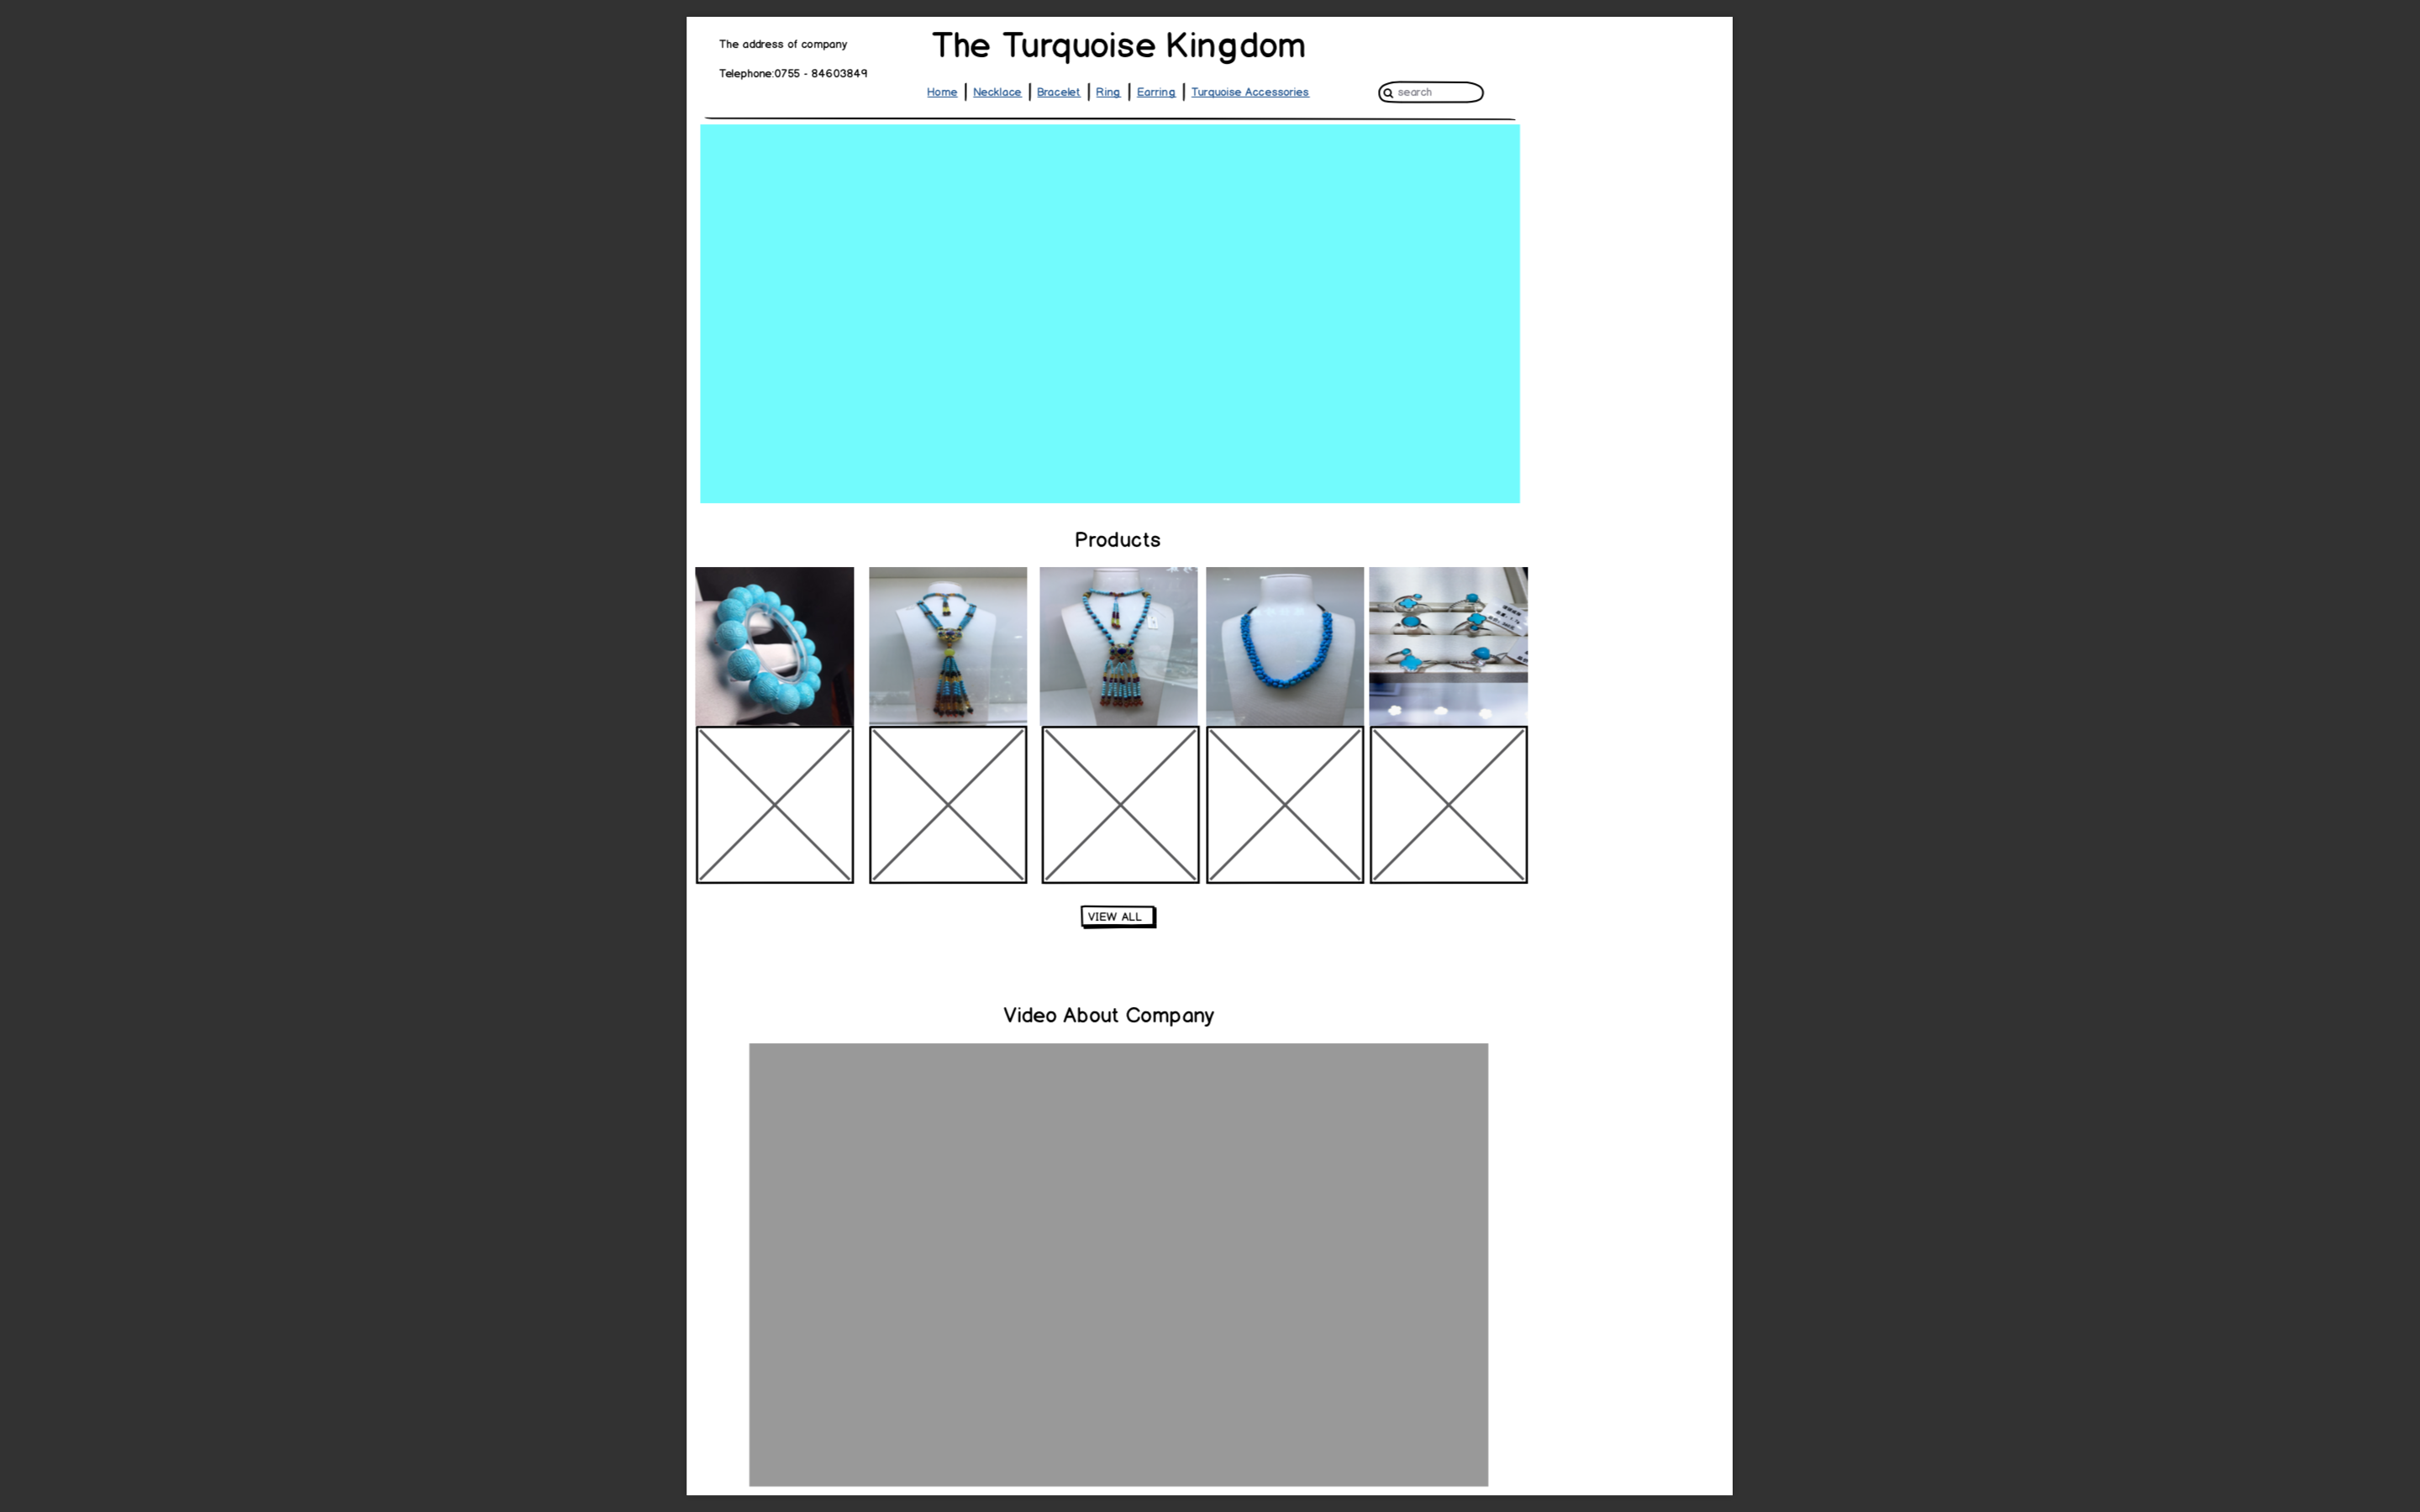 The address of company
The Turquoise Kingdom
Telephone:0755 - 84603849
Home | Necklace | Bracelet | Ring | Earring | Turquoise Accessories
search
Products
VIEW ALL
Video About Company